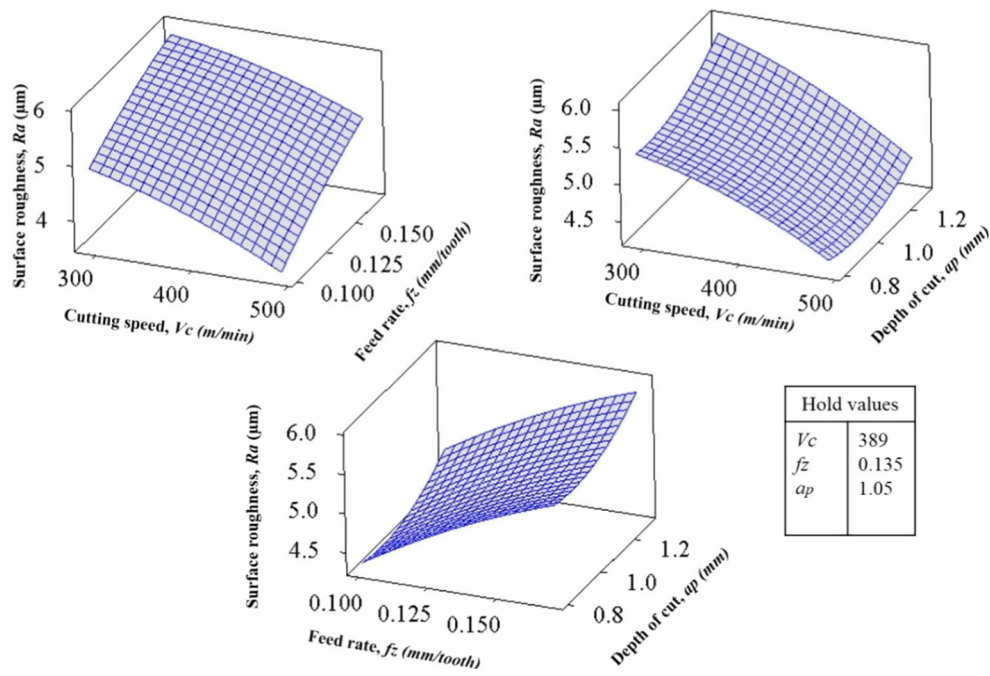 Surface roughness, Ra (µm)
6
5
4
300
400
500
Cutting speed, Vc (m/min)
0.100
0.125
0.150
Feed rate, fz (mm/tooth)
Surface roughness, Ra (µm)
6.0
5.5
5.0
4.5
300
400
500
Cutting speed, Vc (m/min)
0.8
1.0
1.2
Depth of cut, ap (mm)
Surface roughness, Ra (µm)
6.0
5.5
5.0
4.5
0.100
0.125
0.150
Feed rate, fz (mm/tooth)
0.8
1.0
1.2
Depth of cut, ap (mm)
Hold values
Vc 389
fz 0.135
ap 1.05